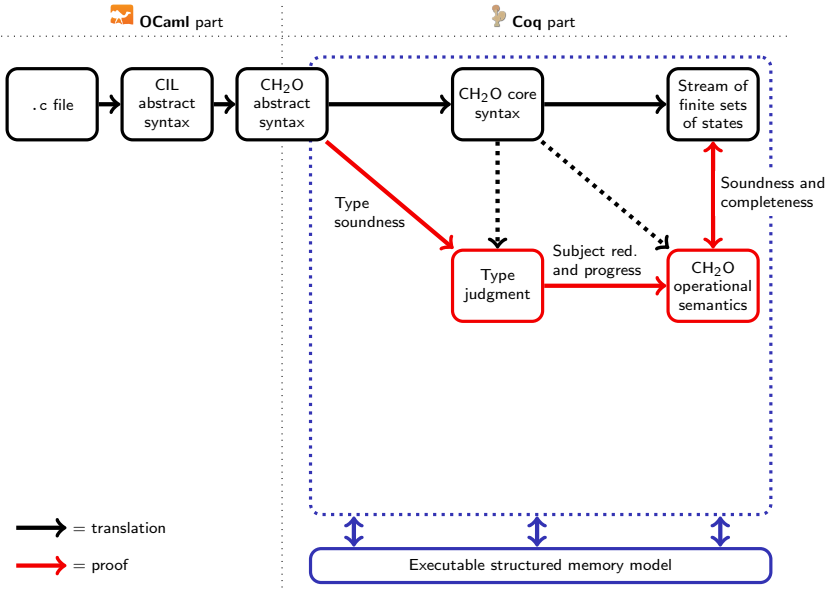 OCaml part
Coq part
.c file
CIL
abstract
syntax
CH₂O
abstract
syntax
CH₂O core
syntax
Stream of
finite sets
of states
Type
soundness
Soundness and
completeness
Type
judgment
Subject red.
and progress
CH₂O
operational
semantics
= translation
= proof
Executable structured memory model